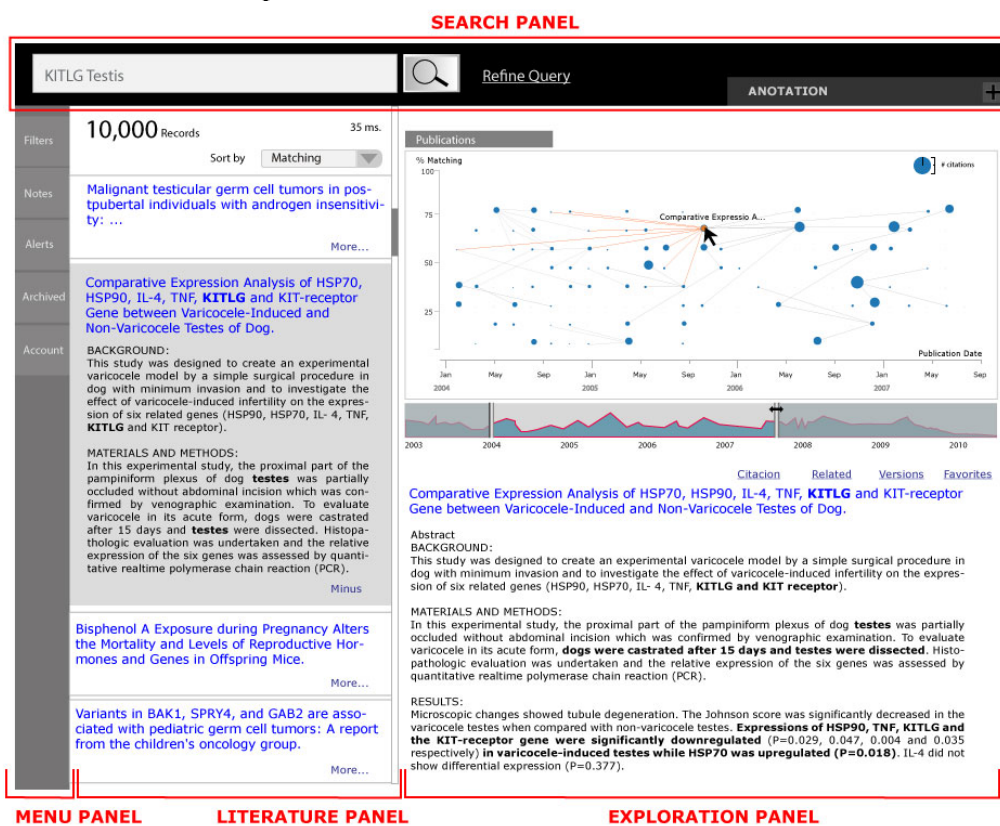 SEARCH PANEL
KITLG Testis
Refine Query
ANOTATION
+
Filters
Notes
Alerts
Archived
Account
10,000 Records
35 ms.
Sort by
Matching
Malignant testicular germ cell tumors in pos-
tpubertal individuals with androgen insensitivi-
ty: ...
More...
Comparative Expression Analysis of HSP70,
HSP90, IL-4, TNF, KITLG and KIT-receptor
Gene between Varicocele-Induced and
Non-Varicocele Testes of Dog.
BACKGROUND:
This study was designed to create an experimental
varicocele model by a simple surgical procedure in
dog with minimum invasion and to investigate the
effect of varicocele-induced infertility on the expres-
sion of six related genes (HSP90, HSP70, IL- 4, TNF,
KITLG and KIT receptor).
MATERIALS AND METHODS:
In this experimental study, the proximal part of the
pampiniform plexus of dog testes was partially
occluded without abdominal incision which was con-
firmed by venographic examination. To evaluate
varicocele in its acute form, dogs were castrated
after 15 days and testes were dissected. Histopa-
thologic evaluation was undertaken and the relative
expression of the six genes was assessed by quanti-
tative realtime polymerase chain reaction (PCR).
Minus
Bisphenol A Exposure during Pregnancy Alters
the Mortality and Levels of Reproductive Hor-
mones and Genes in Offspring Mice.
More...
Variants in BAK1, SPRY4, and GAB2 are asso-
ciated with pediatric germ cell tumors: A report
from the children's oncology group.
More...
Publications
% Matching
100
75
50
25
# citations
Comparative Expressio A...
Publication Date
Jan May Sep Jan May Sep Jan May Sep Jan May Sep
2004 2005 2006 2007
2003 2004 2005 2006 2007 2008 2009 2010
Citacion Related Versions Favorites
Comparative Expression Analysis of HSP70, HSP90, IL-4, TNF, KITLG and KIT-receptor
Gene between Varicocele-Induced and Non-Varicocele Testes of Dog.
Abstract
BACKGROUND:
This study was designed to create an experimental varicocele model by a simple surgical procedure in
dog with minimum invasion and to investigate the effect of varicocele-induced infertility on the expres-
sion of six related genes (HSP90, HSP70, IL- 4, TNF, KITLG and KIT receptor).
MATERIALS AND METHODS:
In this experimental study, the proximal part of the pampiniform plexus of dog testes was partially
occluded without abdominal incision which was confirmed by venographic examination. To evaluate
varicocele in its acute form, dogs were castrated after 15 days and testes were dissected. Histo-
pathologic evaluation was undertaken and the relative expression of the six genes was assessed by
quantitative realtime polymerase chain reaction (PCR).
RESULTS:
Microscopic changes showed tubule degeneration. The Johnson score was significantly decreased in the
varicocele testes when compared with non-varicocele testes. Expressions of HSP90, TNF, KITLG and
the KIT-receptor gene were significantly downregulated (P=0.029, 0.047, 0.004 and 0.035
respectively) in varicocele-induced testes while HSP70 was upregulated (P=0.018). IL-4 did not
show differential expression (P=0.377).
MENU PANEL
LITERATURE PANEL
EXPLORATION PANEL